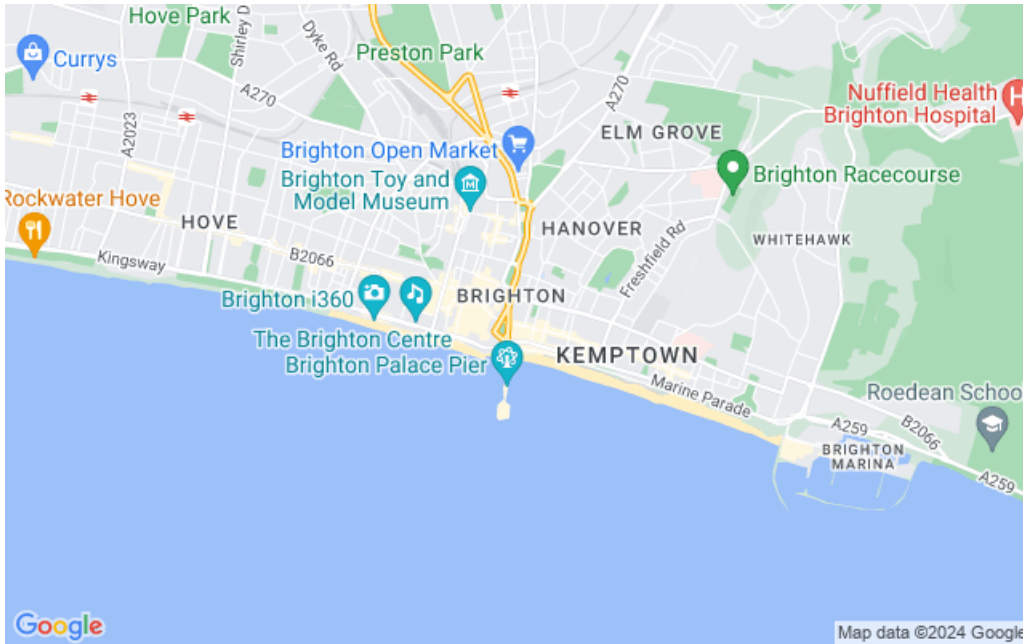 Hove Park
Shirley D
Dyke Rd
Preston Park
Currys
A270
A270
Nuffield Health
Brighton Hospital
H
A2023
ELM GROVE
Brighton Open Market
Brighton Toy and
Model Museum
Brighton Racecourse
Rockwater Hove
HOVE
HANOVER
WHITEHAWK
Freshfield Rd
Kingsway
B2066
Brighton i360
BRIGHTON
The Brighton Centre
Brighton Palace Pier
KEMPTOWN
Marine Parade
Roedean Schoo
A259
B2066
BRIGHTON
MARINA
A259
Google
Map data ©2024 Google